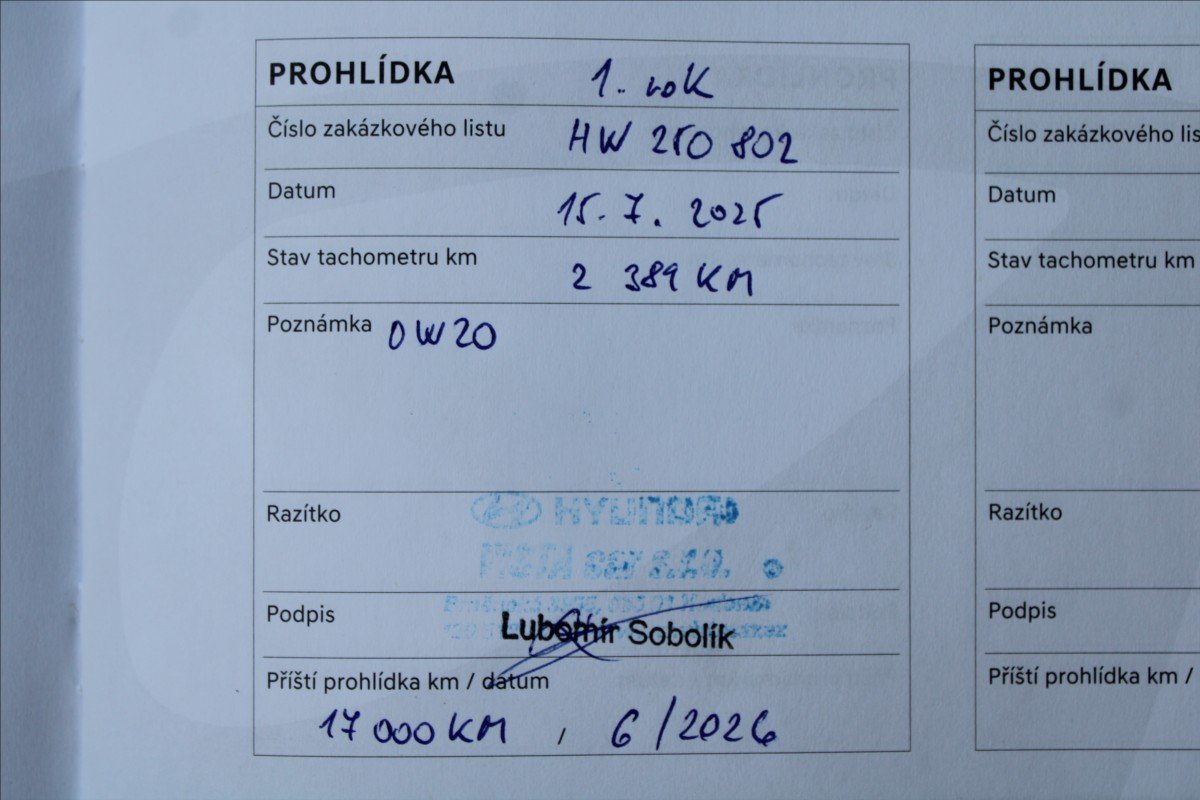 PROHLÍDKA 1. rok
Číslo zakázkového listu HW 250 802
Datum 15. 7. 2025
Stav tachometru km 2 389 KM
Poznámka 0W20
Razítko HYUNDAI
S.R.O.
Podpis Lubomír Sobolík
Příští prohlídka km / datum
17 000 KM , 6/2026
PROHLÍDKA
Číslo zakázkového lis
Datum
Stav tachometru km
Poznámka
Razítko
Podpis
Příští prohlídka km /